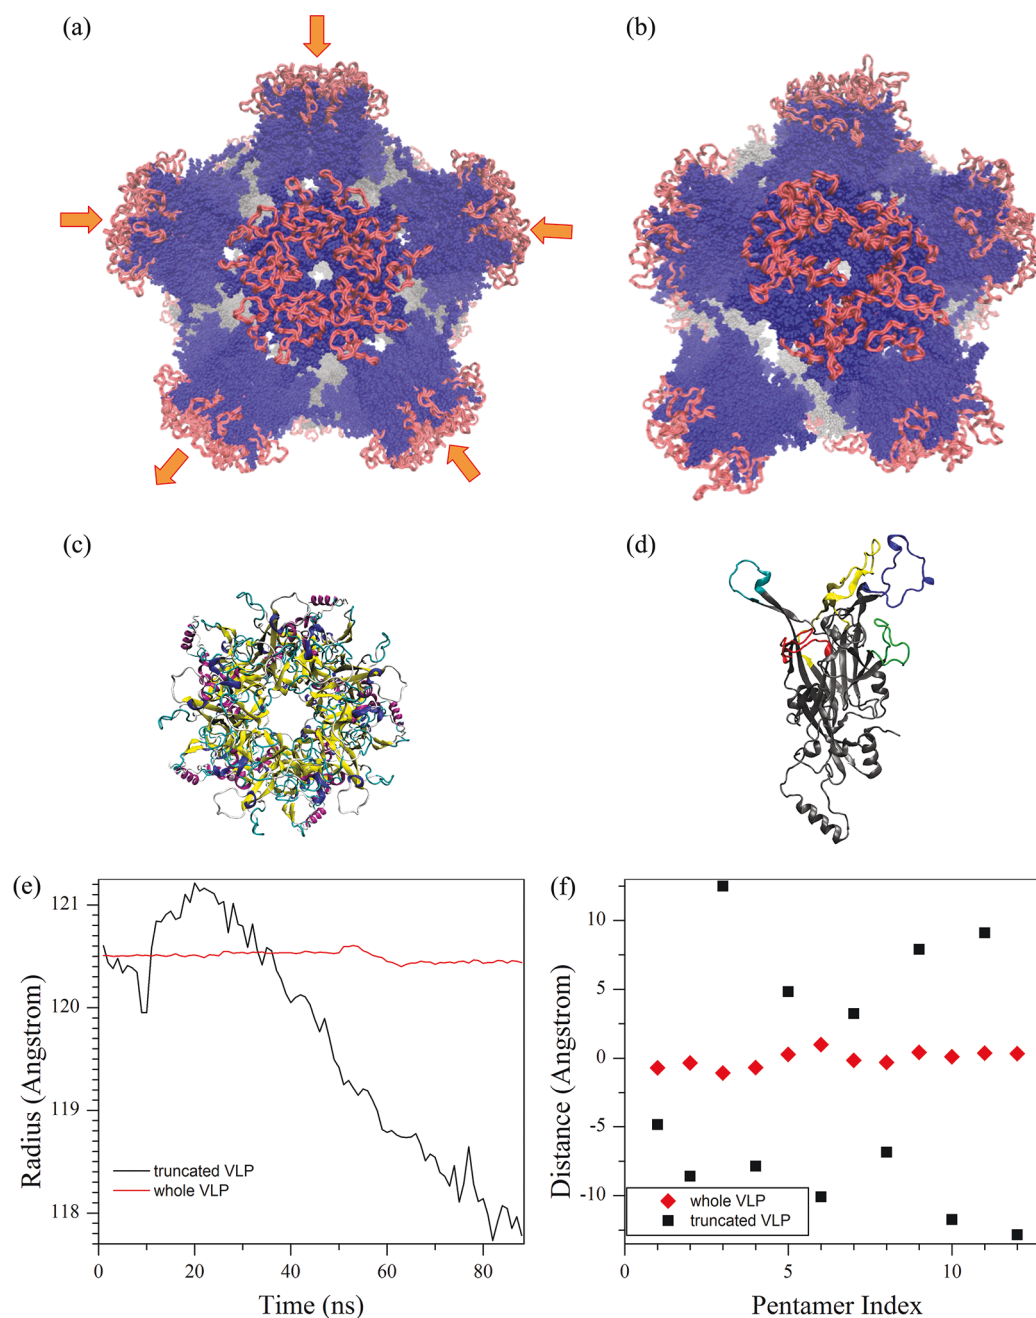 (a)
(b)
(c)
(d)
(e)
121
120
119
118
Radius (Angstrom)
truncated VLP
whole VLP
0
20
40
60
80
Time (ns)
(f)
10
5
0
-5
-10
Distance (Angstrom)
whole VLP
truncated VLP
0
5
10
Pentamer Index